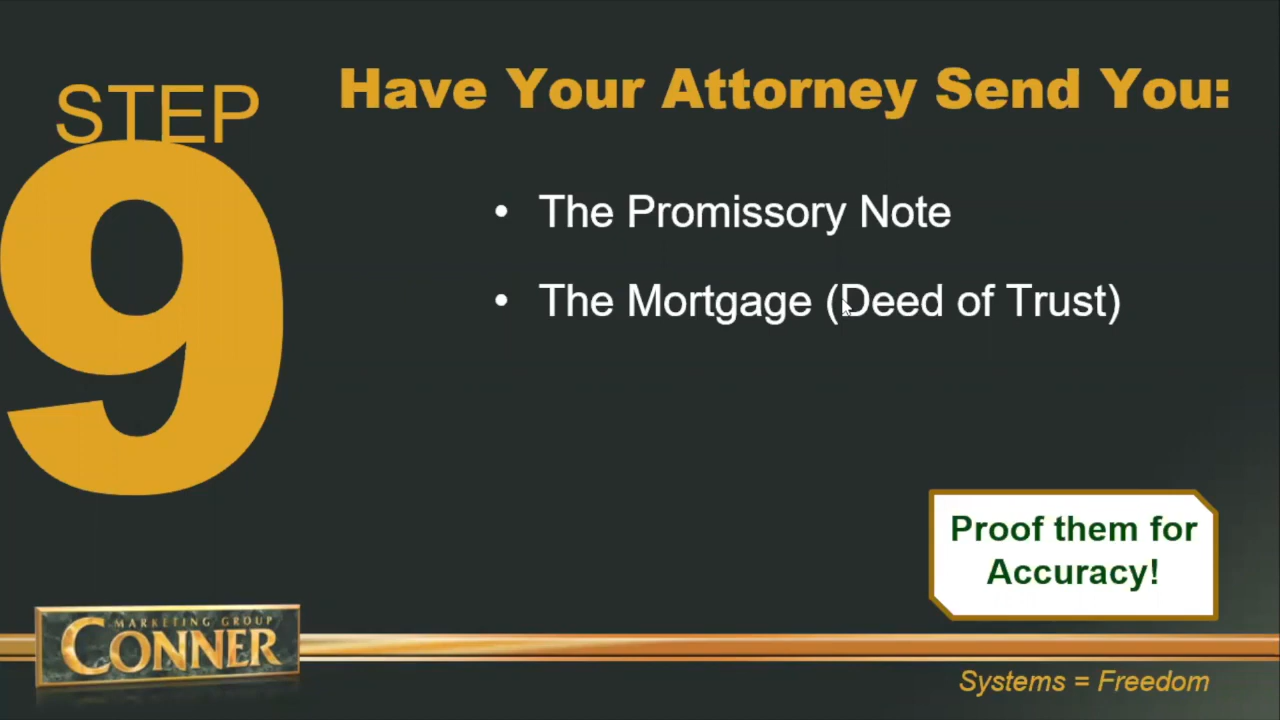 STEP
9
Have Your Attorney Send You:
• The Promissory Note
• The Mortgage (Deed of Trust)
Proof them for
Accuracy!
MARKETING GROUP
CONNER
Systems = Freedom